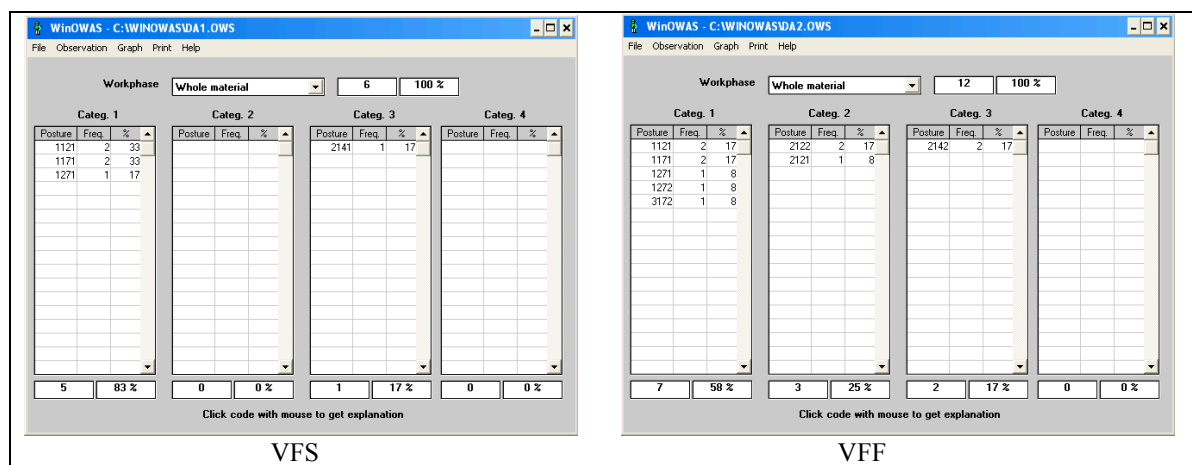 WinOWAS - C:\WINOWAS\DA1.OWS
File Observation Graph Print Help
Workphase Whole material 6 100 %
Categ. 1 Categ. 2 Categ. 3 Categ. 4
Posture Freq. % Posture Freq. % Posture Freq. % Posture Freq. %
1121 2 33 2141 1 17
1171 2 33
1271 1 17
5 83 % 0 0 % 1 17 % 0 0 %
Click code with mouse to get explanation
VFS
WinOWAS - C:\WINOWAS\DA2.OWS
File Observation Graph Print Help
Workphase Whole material 12 100 %
Categ. 1 Categ. 2 Categ. 3 Categ. 4
Posture Freq. % Posture Freq. % Posture Freq. % Posture Freq. %
1121 2 17 2122 2 17 2142 2 17
1171 2 17 2121 1 8
1271 1 8
1272 1 8
3172 1 8
7 58 % 3 25 % 2 17 % 0 0 %
Click code with mouse to get explanation
VFF